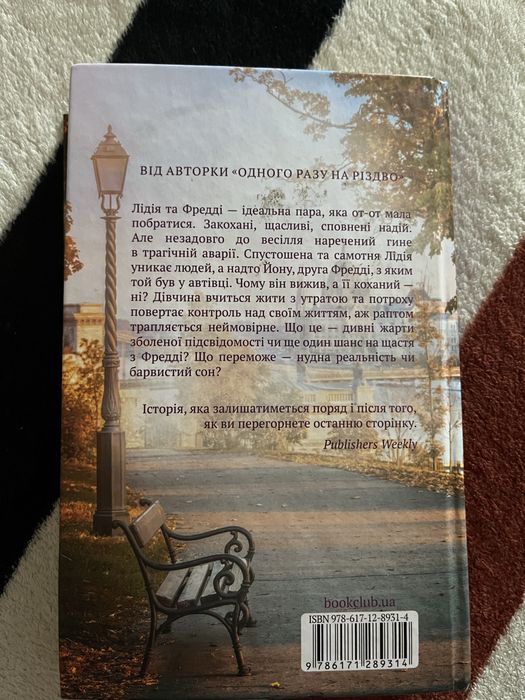 ВІД АВТОРКИ «ОДНОГО РАЗУ НА РІЗДВО»
Лідія та Фредді — ідеальна пара, яка от-от мала
побратися. Закохані, щасливі, сповнені надій.
Але незадовго до весілля наречений гине
в трагічній аварії. Спустошена та самотня Лідія
уникає людей, а надто Йону, друга Фредді, з яким
той був у автівці. Чому він вижив, а її коханий —
ні? Дівчина вчиться жити з утратою та потроху
повертає контроль над своїм життям, аж раптом
трапляється неймовірне. Що це — дивні жарти
зболеної підсвідомості чи ще один шанс на щастя
з Фредді? Що переможе — нудна реальність чи
барвистий сон?
Історія, яка залишатиметься поряд і після того,
як ви перегорнете останню сторінку.
Publishers Weekly
bookclub.ua
ISBN 978-617-12-8931-4
9 786171 289314